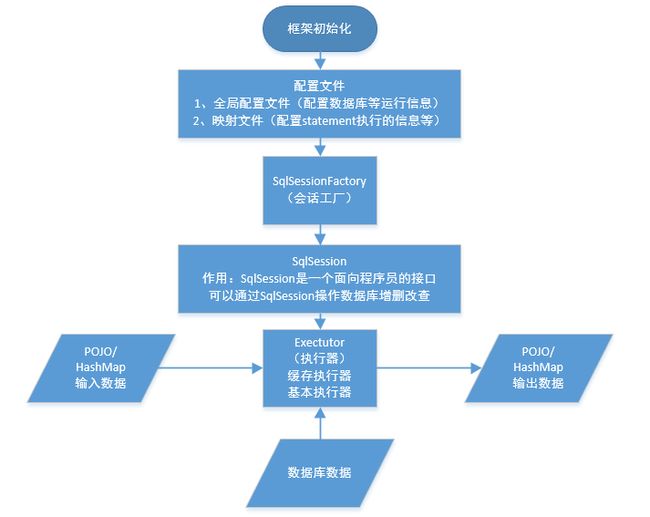 框架初始化
配置文件
1、全局配置文件（配置数据库等运行信息）
2、映射文件（配置statement执行的信息等）
SqlSessionFactory
（会话工厂）
SqlSession
作用：SqlSession是一个面向程序员的接口
可以通过SqlSession操作数据库增删改查
POJO/
HashMap
输入数据
Exectutor
（执行器）
缓存执行器
基本执行器
POJO/
HashMap
输出数据
数据库数据